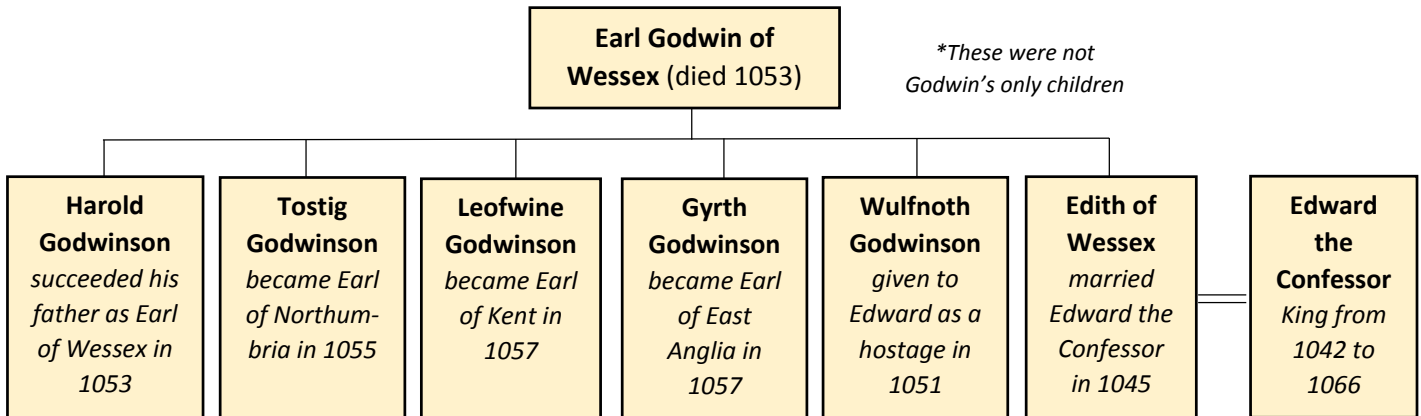 Earl Godwin of
Wessex (died 1053)
*These were not
Godwin’s only children
Harold
Godwinson
succeeded his
father as Earl
of Wessex in
1053
Tostig
Godwinson
became Earl
of Northum-
bria in 1055
Leofwine
Godwinson
became Earl
of Kent in
1057
Gyrth
Godwinson
became Earl
of East
Anglia in
1057
Wulfnoth
Godwinson
given to
Edward as a
hostage in
1051
Edith of
Wessex
married
Edward the
Confessor
in 1045
Edward
the
Confessor
King from
1042 to
1066